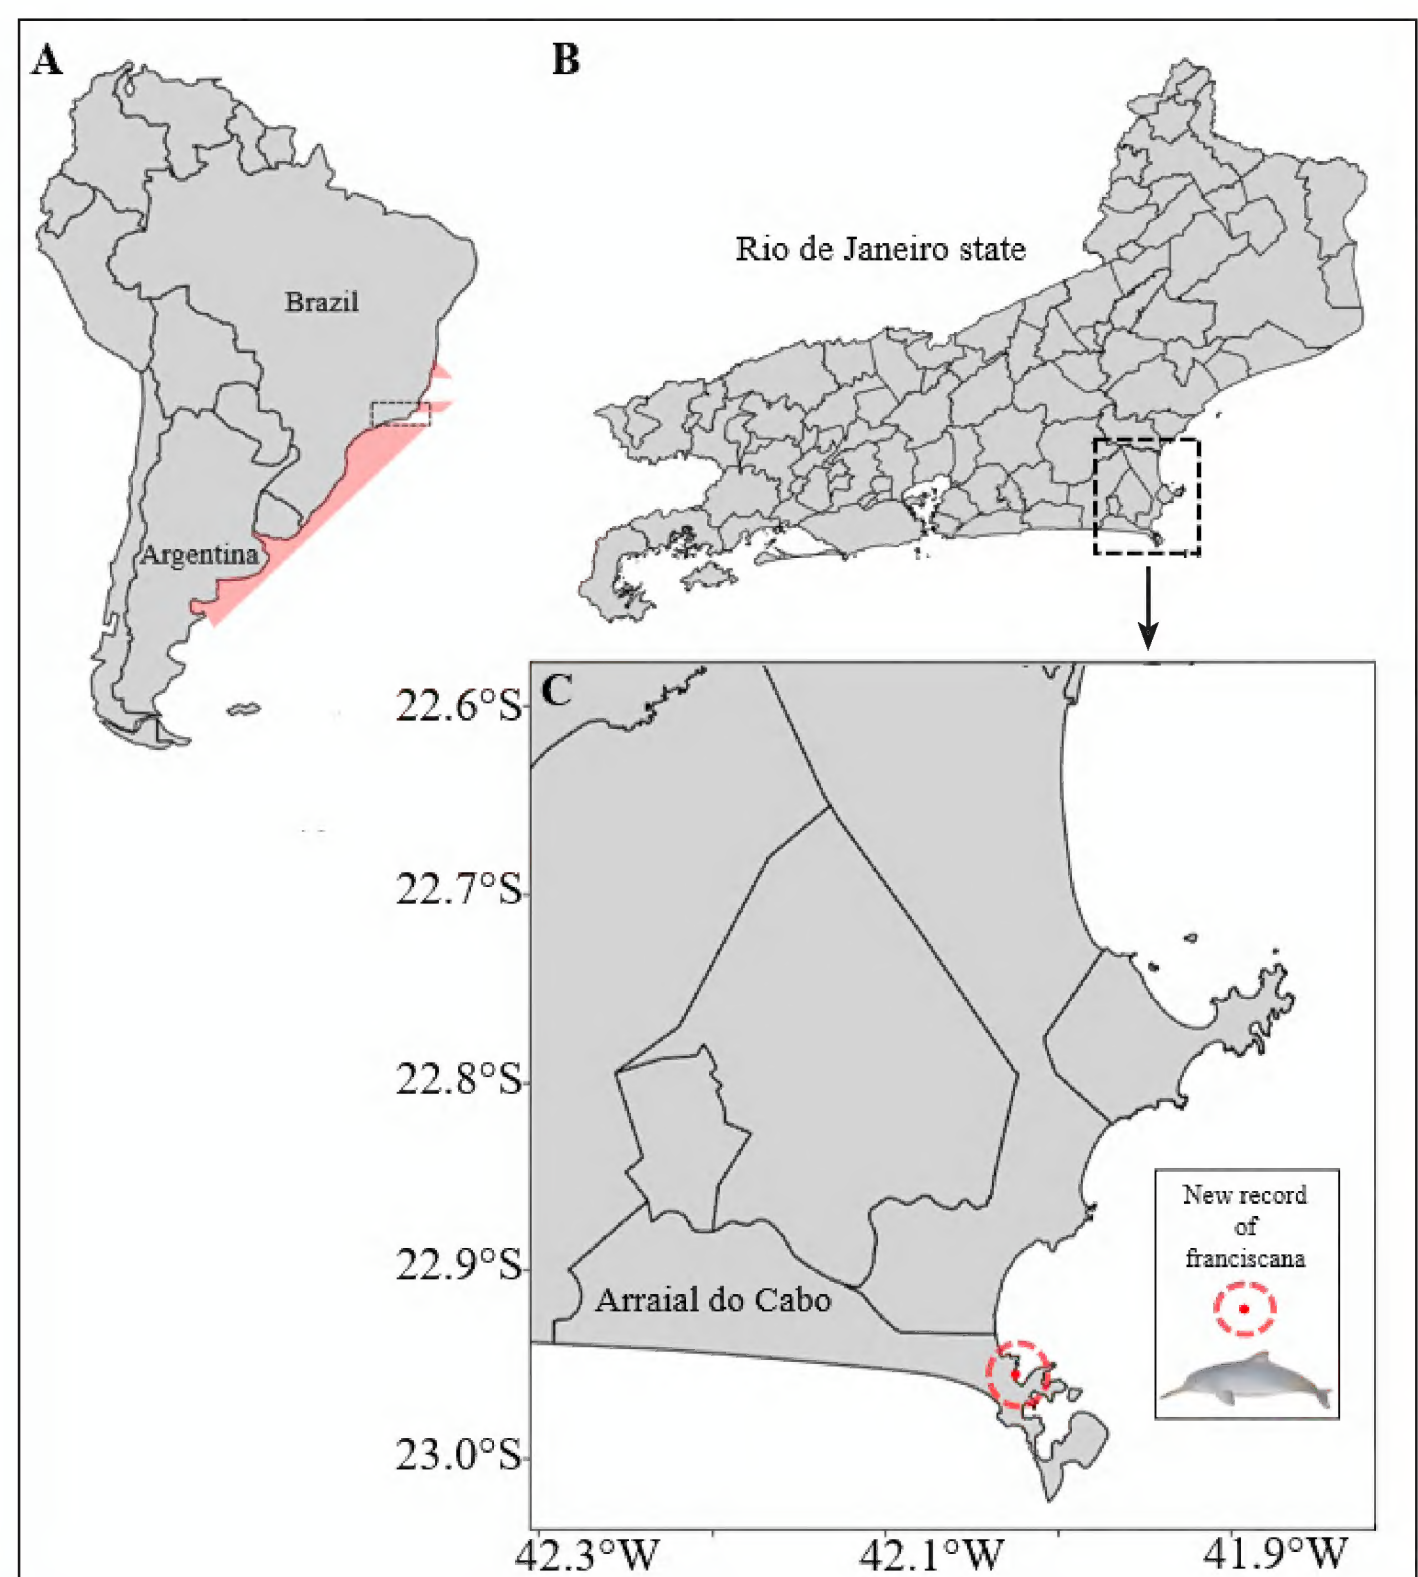 A
B
Rio de Janeiro state
Brazil
Argentina
C
22.6°S
22.7°S
22.8°S
22.9°S
23.0°S
Arraial do Cabo
New record
of
franciscana
42.3°W
42.1°W
41.9°W